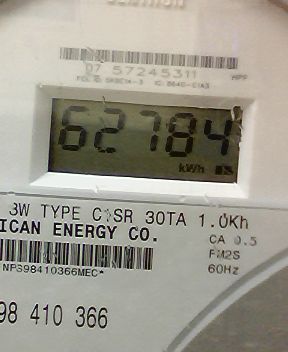 07 57245311
62784
kWh
3W TYPE C1SR 30TA 1.0Kh
ICAN ENERGY CO.
CA 0.5
FM2S
60Hz
NPS98410366MEC*
98 410 366